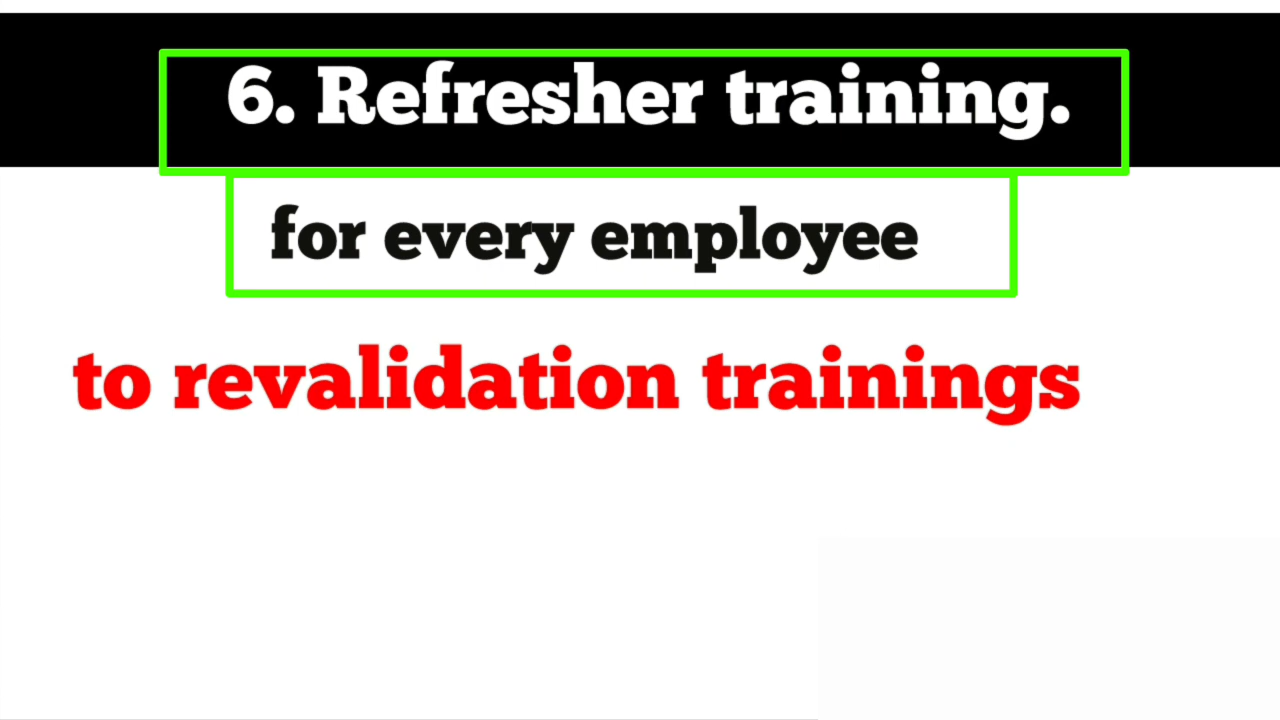 6. Refresher training.
for every employee
to revalidation trainings